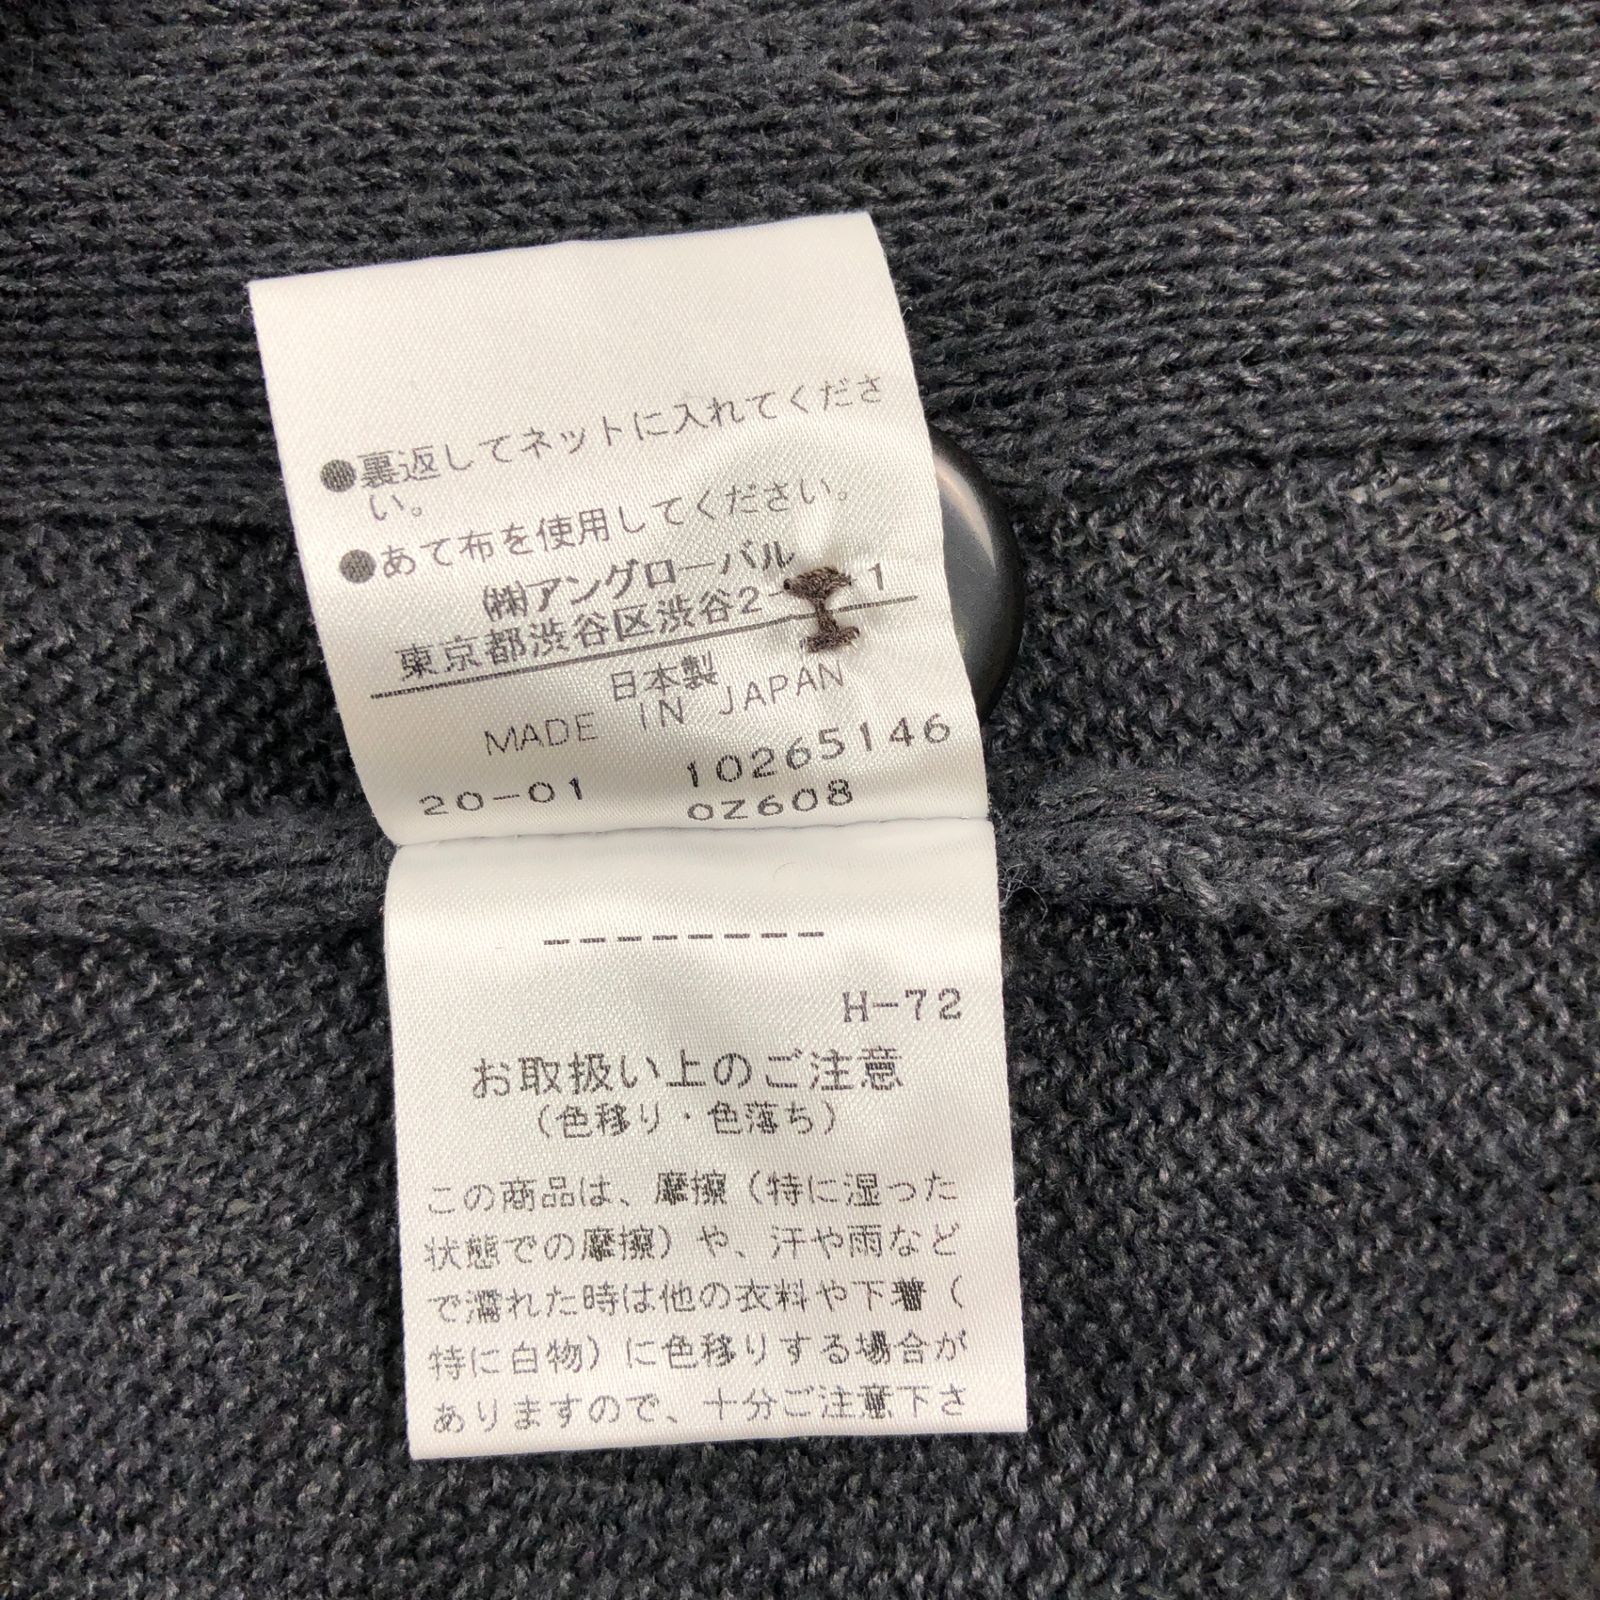 ●裏返してネットに入れてくださ
い。
●あて布を使用してください。
㈱アングローバル
東京都渋谷区渋谷2- 1
日本製
MADE IN JAPAN
10265146
20-01 0Z608
---------
H-72
お取扱い上のご注意
(色移り・色落ち)
この商品は、摩擦(特に湿った
状態での摩擦)や、汗や雨など
で濡れた時は他の衣料や下着(
特に白物)に色移りする場合が
ありますので、十分ご注意下さ